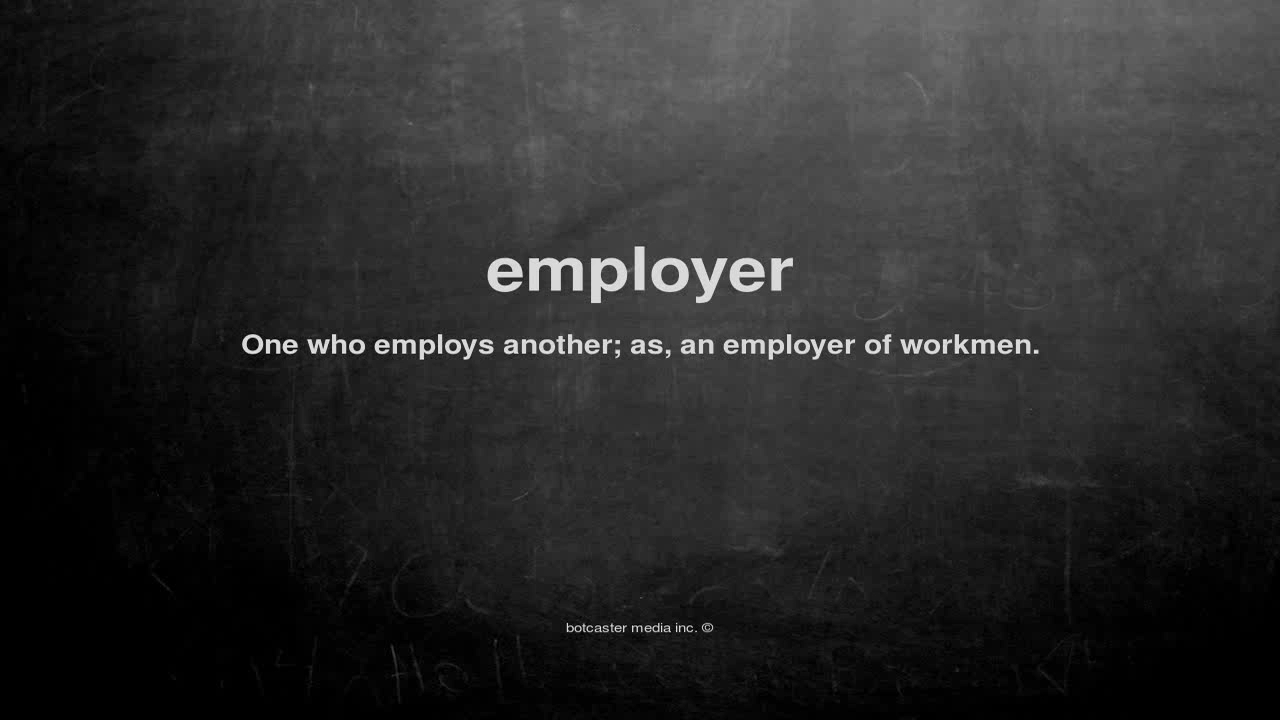 employer
One who employs another; as, an employer of workmen.
botcaster media inc. ©